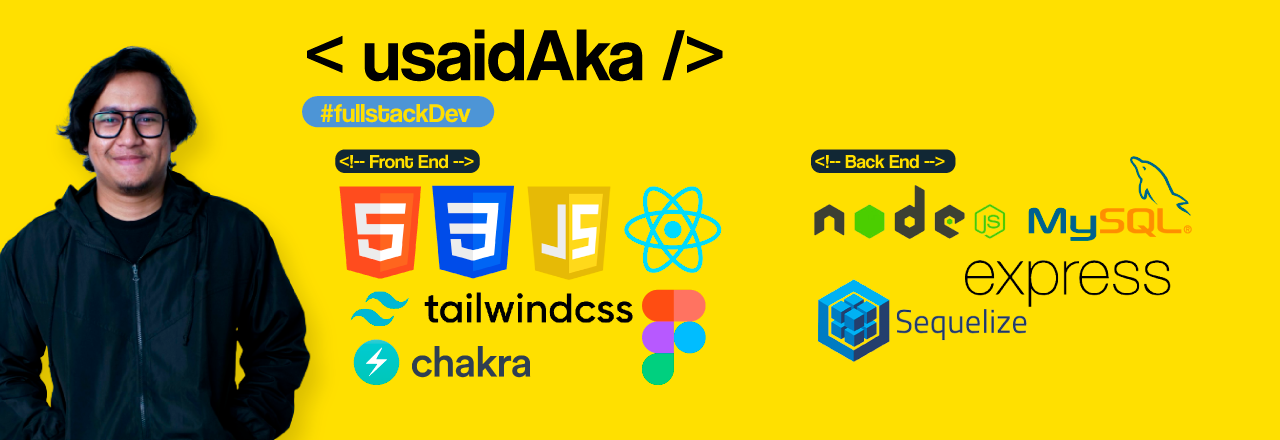 < usaidAka />
#fullstackDev
<!-- Front End -->
5
3
JS
tailwindcss
chakra
<!-- Back End -->
node
JS
MySQL®
express
Sequelize